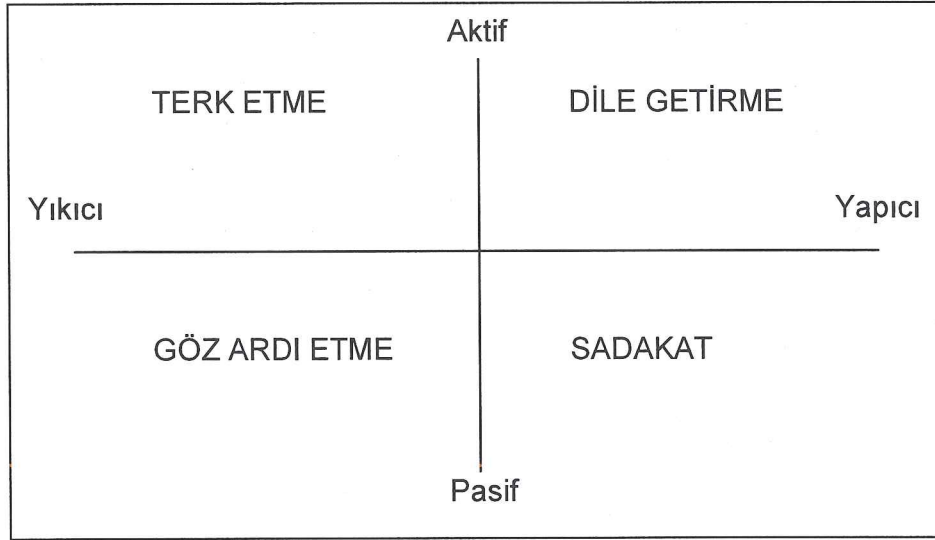 Aktif
TERK ETME
DİLE GETİRME
Yıkıcı
Yapıcı
GÖZ ARDI ETME
SADAKAT
Pasif